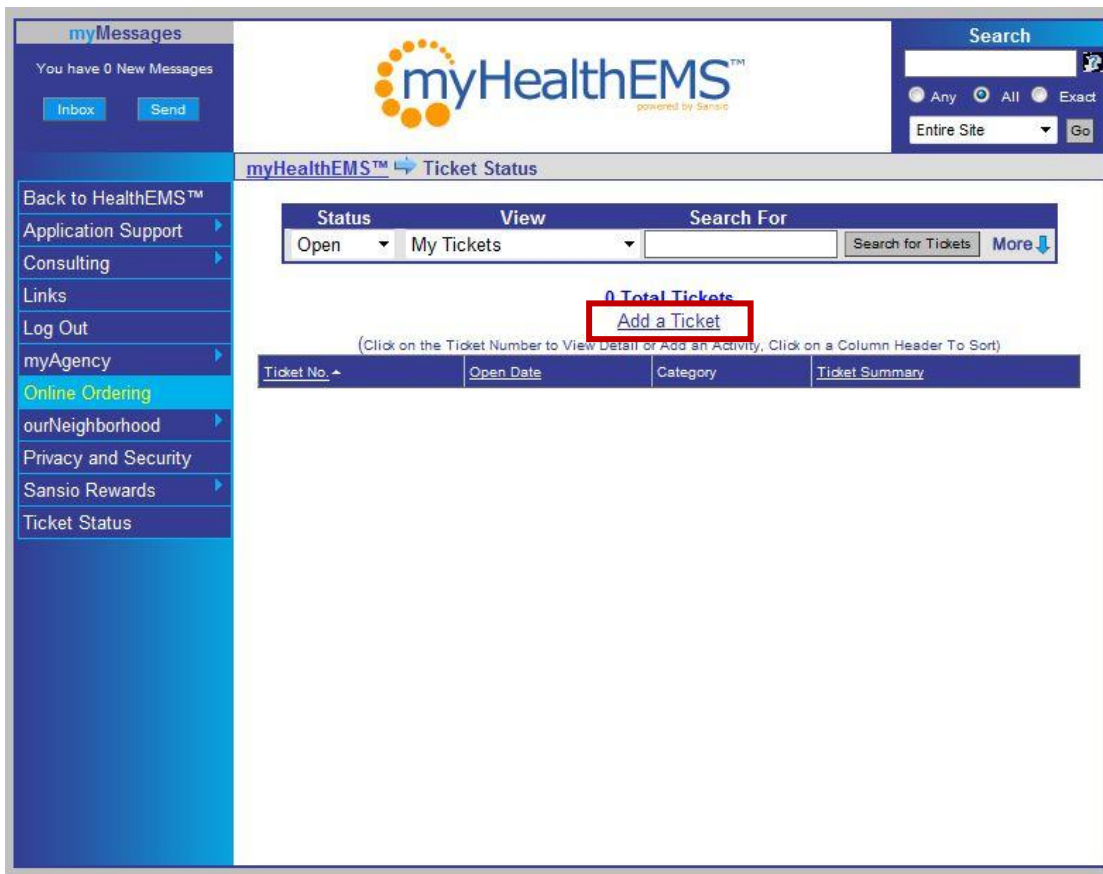 myMessages
You have 0 New Messages
Inbox Send
myHealthEMS™
powered by Sansio
Search
Any All Exact
Entire Site Go
myHealthEMS™ Ticket Status
Back to HealthEMS™
Application Support
Consulting
Links
Log Out
myAgency
Online Ordering
ourNeighborhood
Privacy and Security
Sansio Rewards
Ticket Status
Status View Search For
Open My Tickets Search for Tickets More
0 Total Tickets
Add a Ticket
(Click on the Ticket Number to View Detail or Add an Activity, Click on a Column Header To Sort)
Ticket No. Open Date Category Ticket Summary